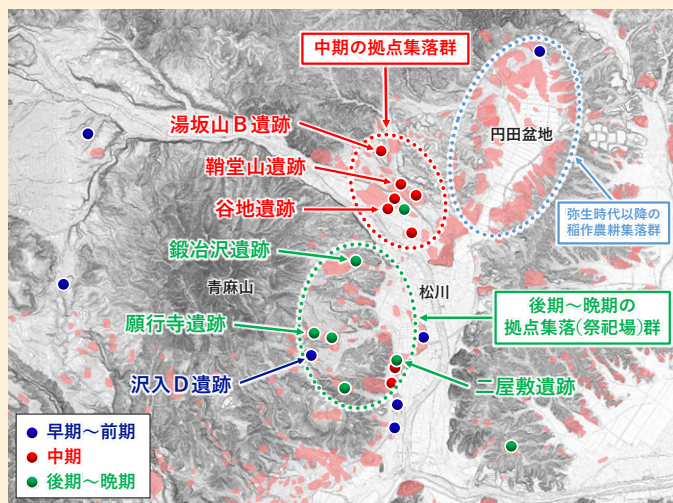 中期の拠点集落群
湯坂山B遺跡
鞘堂山遺跡
谷地遺跡
円田盆地
弥生時代以降の
稲作農耕集落群
鍛冶沢遺跡
青麻山
松川
願行寺遺跡
後期～晩期の
拠点集落(祭祀場)群
沢入D遺跡
二屋敷遺跡
早期～前期
中期
後期～晩期